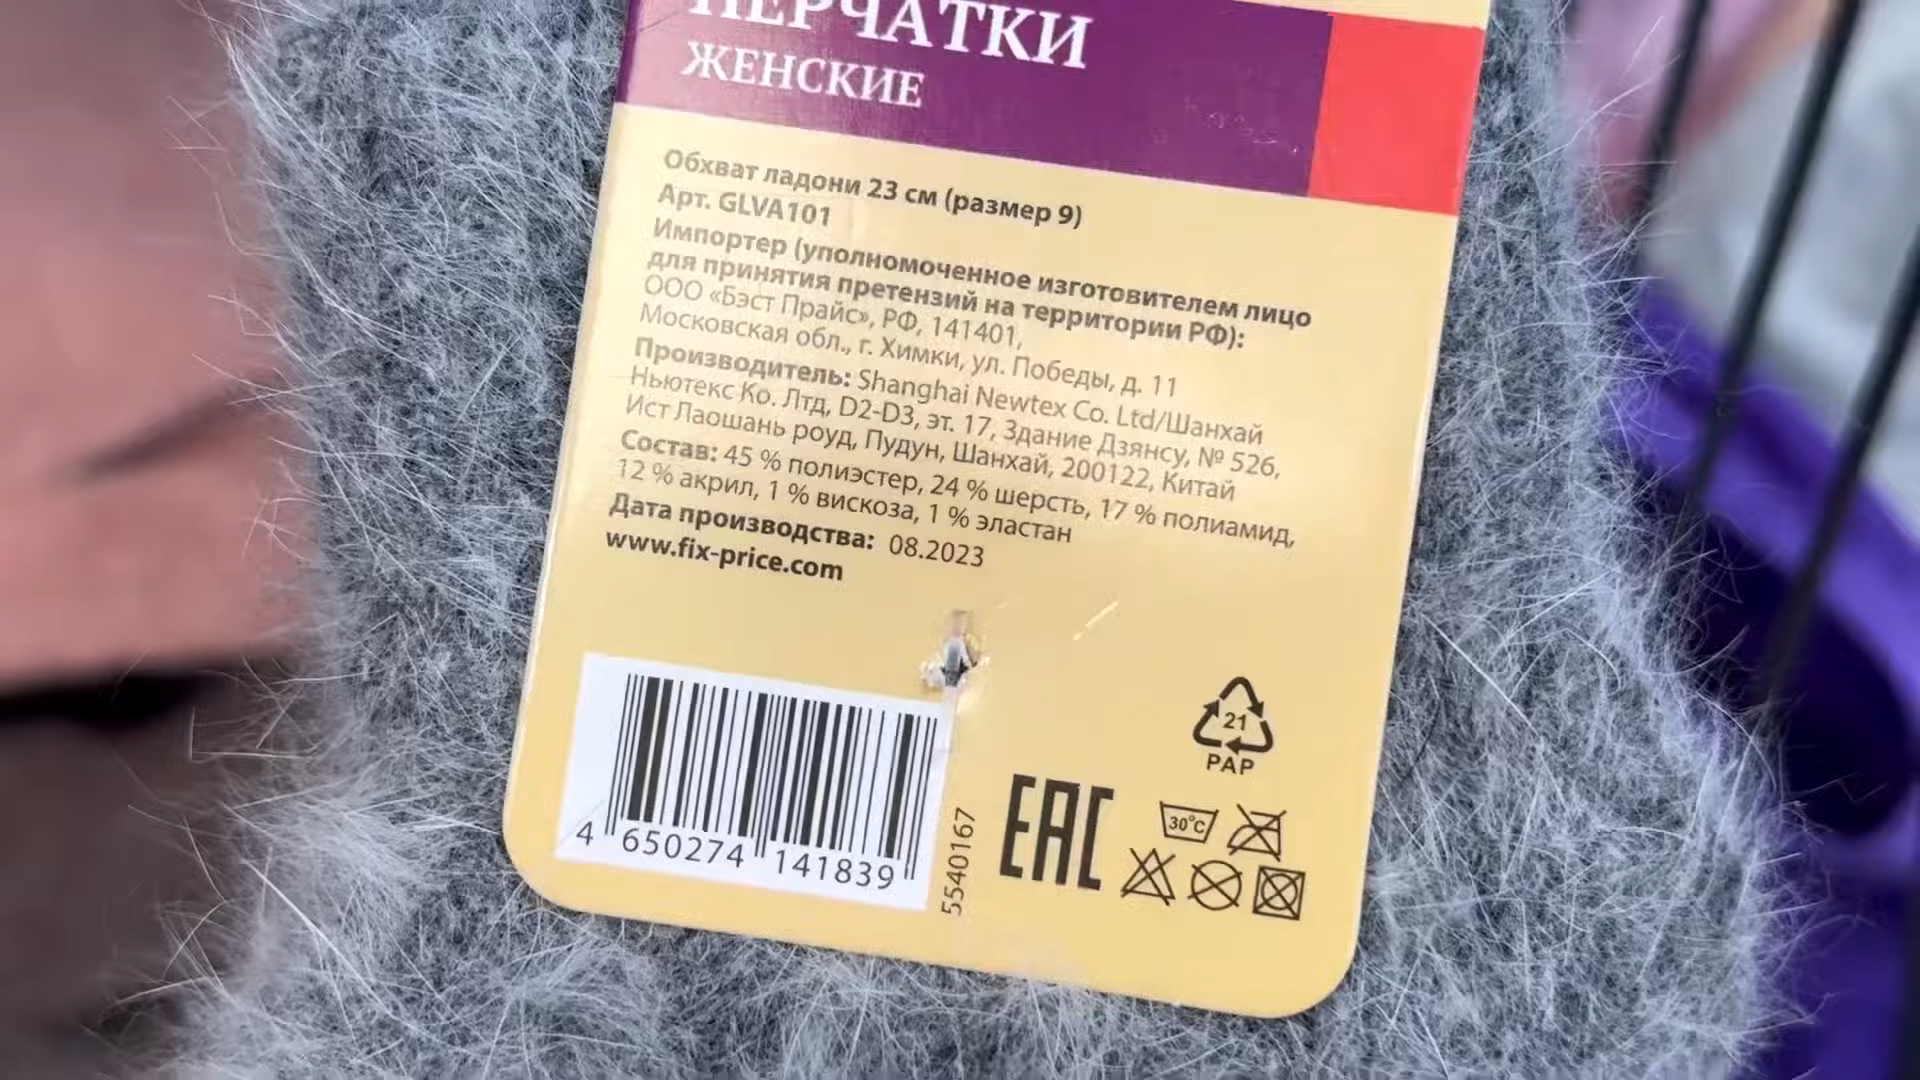 ПЕРЧАТКИ
ЖЕНСКИЕ
Обхват ладони 23 см (размер 9)
Арт. GLVA101
Импортер (уполномоченное изготовителем лицо
для принятия претензий на территории РФ):
ООО «Бэст Прайс», РФ, 141401,
Московская обл., г. Химки, ул. Победы, д. 11
Производитель: Shanghai Newtex Co. Ltd/Шанхай
Ньютекс Ко. Лтд, D2-D3, эт. 17, Здание Дзянсу, № 526,
Ист Лаошань роуд, Пудун, Шанхай, 200122, Китай
Состав: 45 % полиэстер, 24 % шерсть, 17 % полиамид,
12 % акрил, 1 % вискоза, 1 % эластан
Дата производства: 08.2023
www.fix-price.com
4 650274 141839
5540167
EAC
21
PAP
30°C